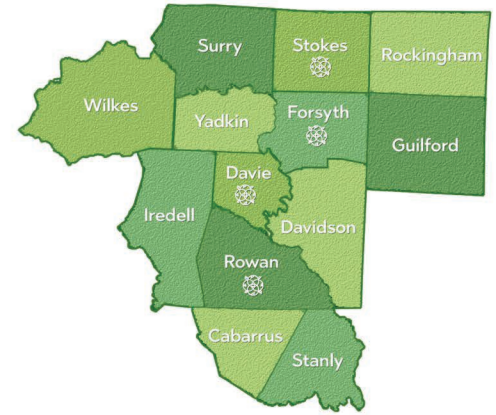 Surry
Stokes
Rockingham
Wilkes
Yadkin
Forsyth
Guilford
Davie
Iredell
Davidson
Rowan
Cabarrus
Stanly